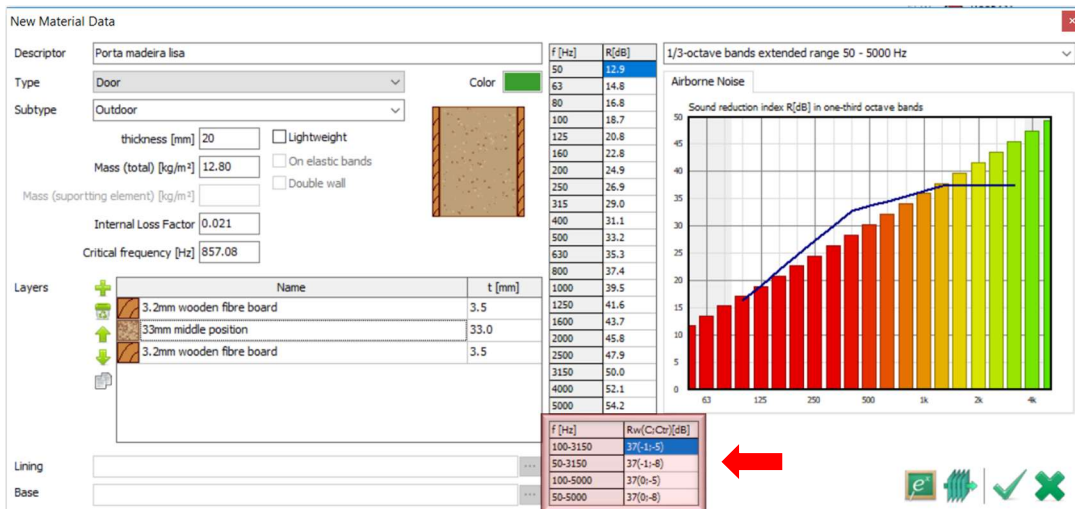 New Material Data
Descriptor Porta madeira lisa
Type Door Color
Subtype Outdoor
thickness [mm] 20 Lightweight
Mass (total) [kg/m²] 12.80 On elastic bands
Double wall
Mass (suportting element) [kg/m²]
Internal Loss Factor 0.021
Critical frequency [Hz] 857.08
Layers
Name t [mm]
3.2mm wooden fibre board 3.5
33mm middle position 33.0
3.2mm wooden fibre board 3.5
Lining ...
Base ...
f [Hz] R[dB]
50 12.9
63 14.8
80 16.8
100 18.7
125 20.8
160 22.8
200 24.9
250 26.9
315 29.0
400 31.1
500 33.2
630 35.3
800 37.4
1000 39.5
1250 41.6
1600 43.7
2000 45.8
2500 47.9
3150 50.0
4000 52.1
5000 54.2
f [Hz] Rw(C;Ctr)[dB]
100-3150 37(-1;-5)
50-3150 37(-1;-8)
100-5000 37(0;-5)
50-5000 37(0;-8)
1/3-octave bands extended range 50 - 5000 Hz
Airborne Noise
Sound reduction index R[dB] in one-third octave bands
50
45
40
35
30
25
20
15
10
5
0
63 125 250 500 1k 2k 4k